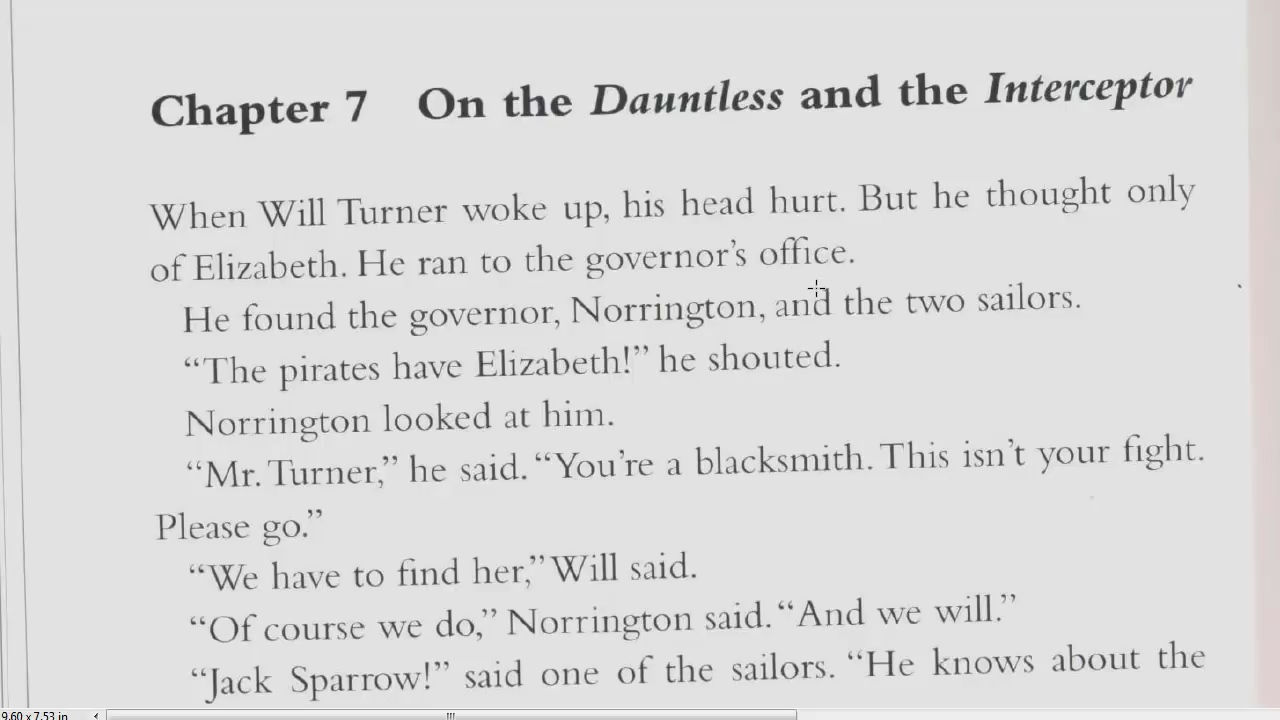 Chapter 7 On the Dauntless and the Interceptor
When Will Turner woke up, his head hurt. But he thought only
of Elizabeth. He ran to the governor’s office.
He found the governor, Norrington, and the two sailors.
“The pirates have Elizabeth!” he shouted.
Norrington looked at him.
“Mr. Turner,” he said. “You’re a blacksmith. This isn’t your fight.
Please go.”
“We have to find her,” Will said.
“Of course we do,” Norrington said. “And we will.”
“Jack Sparrow!” said one of the sailors. “He knows about the
9.60 x 7.53 in